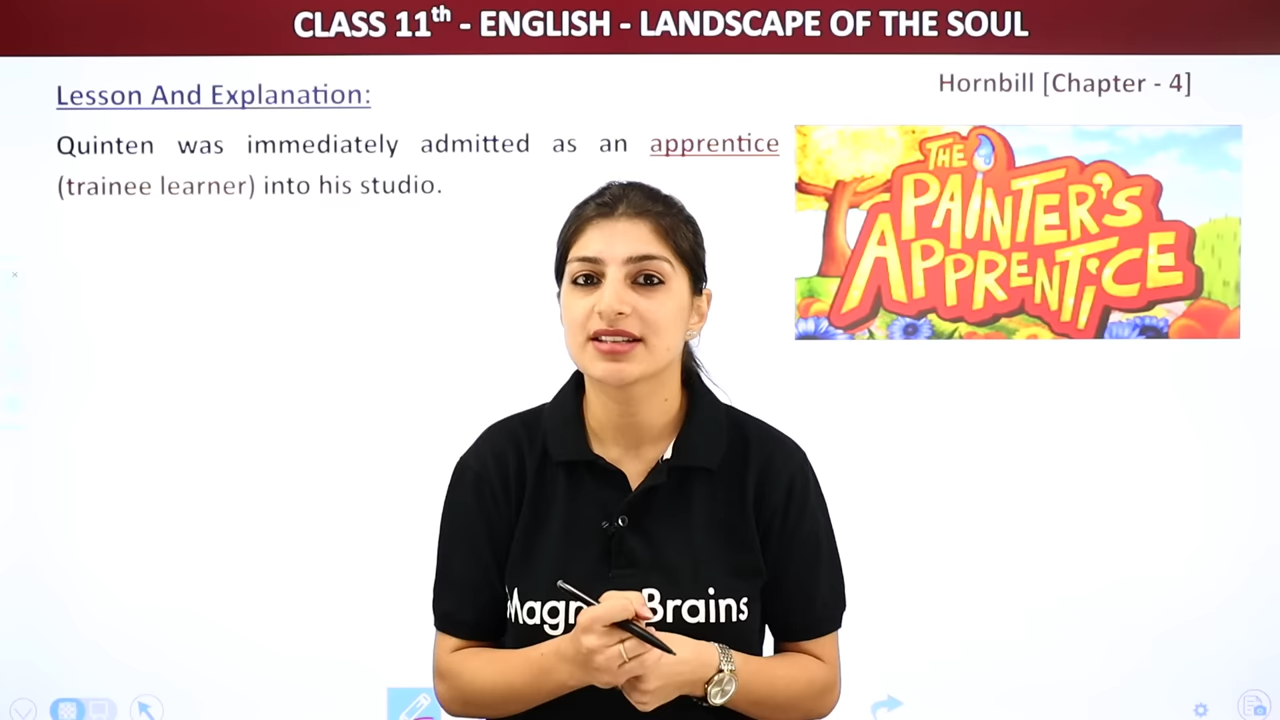 CLASS 11th - ENGLISH - LANDSCAPE OF THE SOUL
Hornbill [Chapter - 4]
Lesson And Explanation:
Quinten was immediately admitted as an apprentice
(trainee learner) into his studio.
THE
PAINTER'S
APPRENTICE
Brains